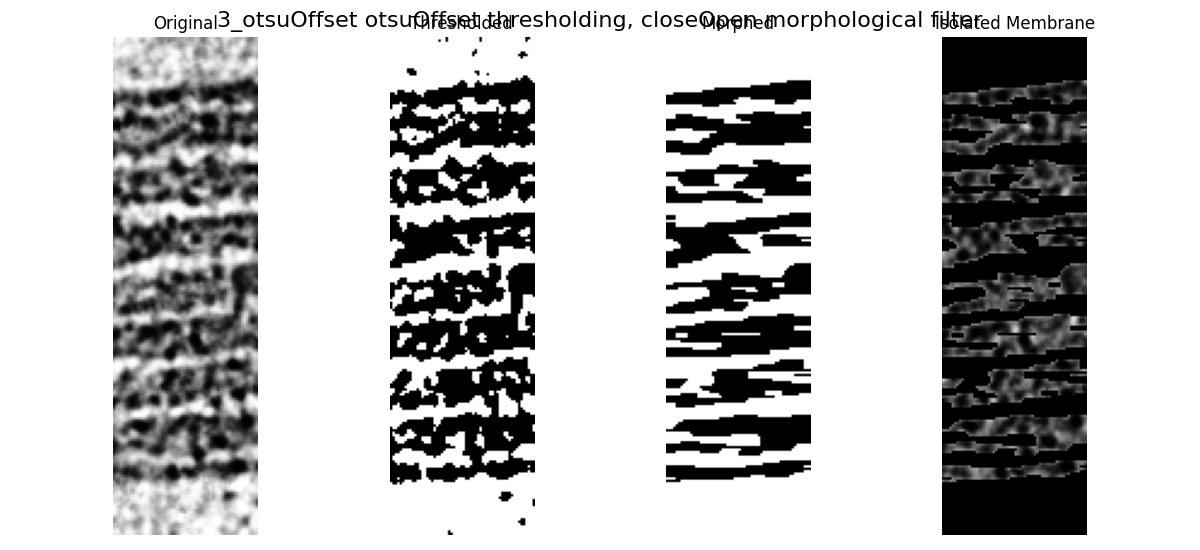 3_otsuOffset otsuOffset thresholding, closeOpen morphological filter
Original
Thresholded
Morphed
Isolated Membrane